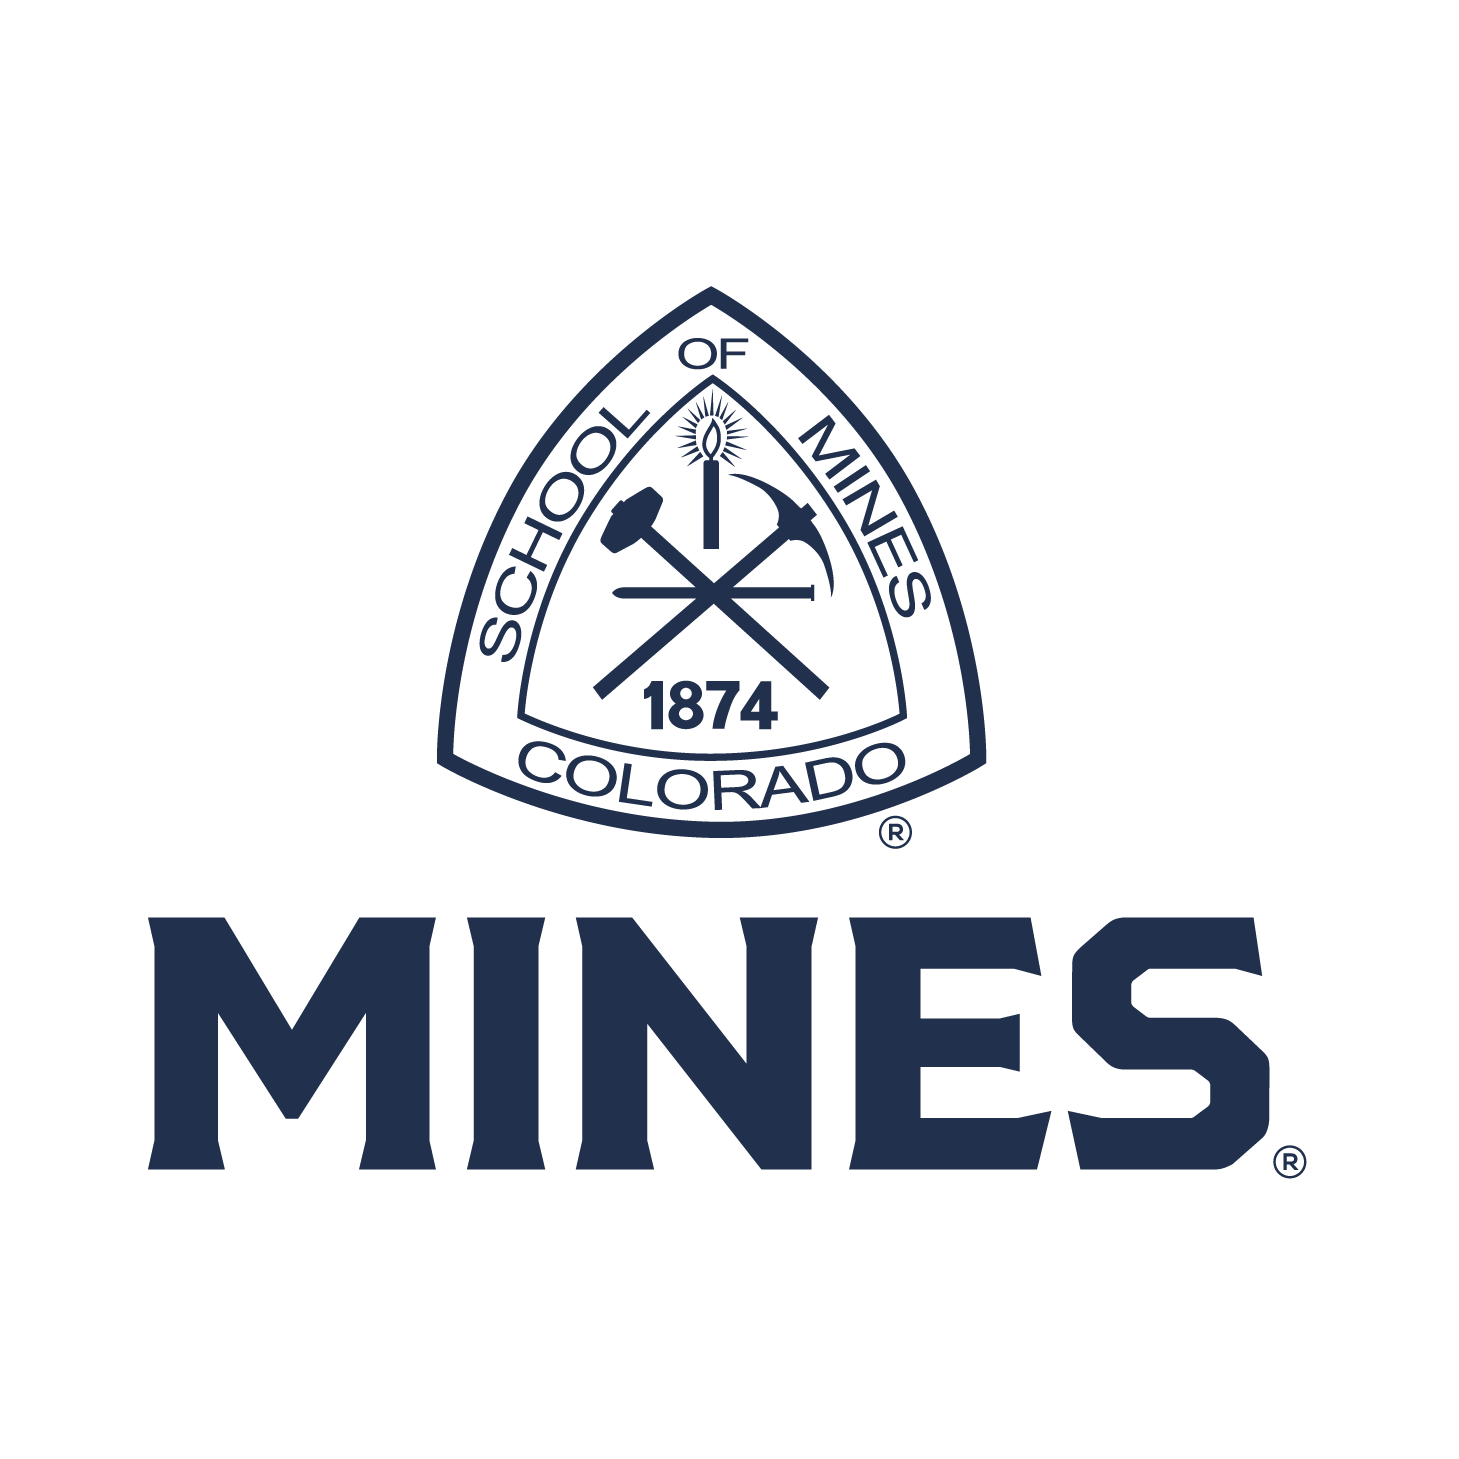 SCHOOL OF MINES
1874
COLORADO
®
MINES®